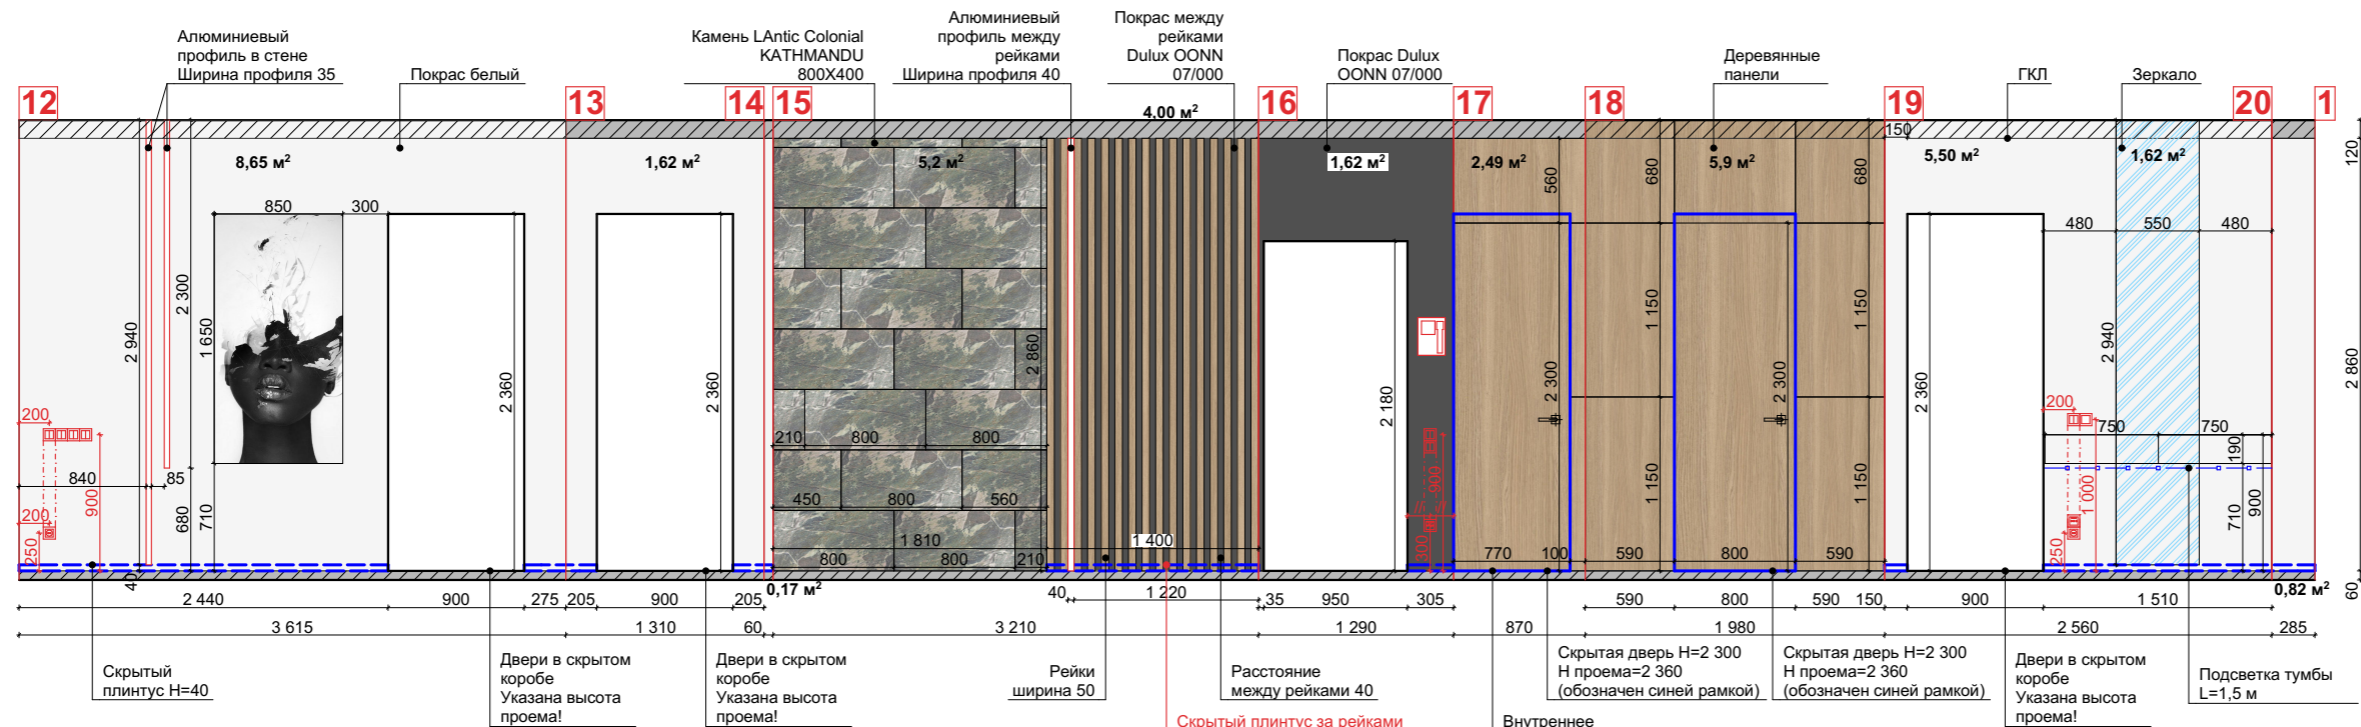 Алюминиевый
профиль в стене
Ширина профиля 35
Покрас белый
Камень LAntic Colonial
KATHMANDU
800X400
Алюминиевый
профиль между
рейками
Ширина профиля 40
Покрас между
рейками
Dulux OONN
07/000
Покрас Dulux
OONN 07/000
Деревянные
панели
ГКЛ
Зеркало
12
13
14
15
16
17
18
19
20
1
4.00 м²
8,65 м²
1,62 м²
5,2 м²
1,62 м²
2,49 м²
5,9 м²
5,50 м²
1,62 м²
150
120
560
680
680
850
300
480
550
480
2 300
2 940
1 650
2 360
2 360
2 860
2 180
2 300
1 150
2 300
1 150
2 360
2 940
2 860
200
210
800
800
200
750
750
190
840
85
900
680
710
450
800
560
900
1 150
1 150
1 000
710
900
200
250
1 810
1 400
300
250
800
800
210
770
100
590
800
590
40
0,17 м²
0,82 м²
60
2 440
900
275
205
900
205
40
1 220
35
950
305
590
800
590
150
900
1 510
3 615
1 310
60
3 210
1 290
870
1 980
2 560
285
Скрытый
плинтус Н=40
Двери в скрытом
коробе
Указана высота
проема!
Двери в скрытом
коробе
Указана высота
проема!
Рейки
ширина 50
Расстояние
между рейками 40
Скрытая дверь Н=2 300
Н проема=2 360
(обозначен синей рамкой)
Скрытая дверь Н=2 300
Н проема=2 360
(обозначен синей рамкой)
Двери в скрытом
коробе
Указана высота
проема!
Подсветка тумбы
L=1,5 м
Скрытый плинтус за рейками
Внутреннее